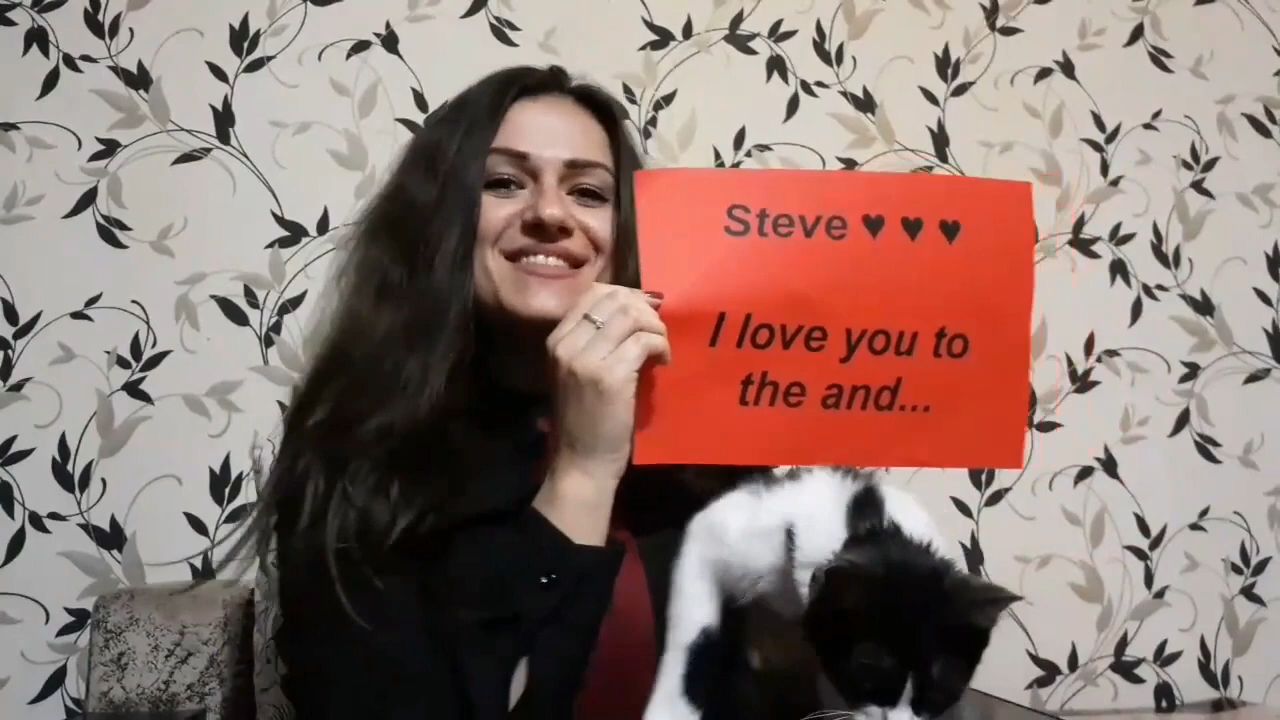 Steve ♥ ♥ ♥
I love you to
the and...